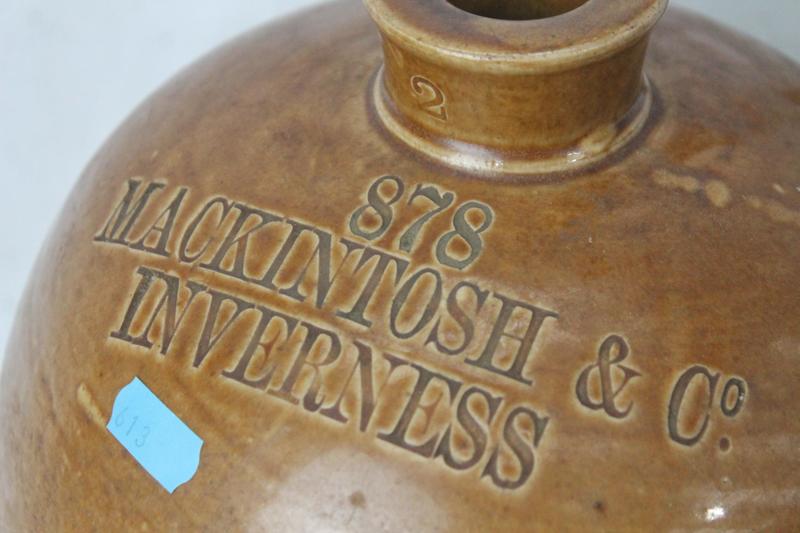 2
878
MACKINTOSH & Cº.
INVERNESS
613